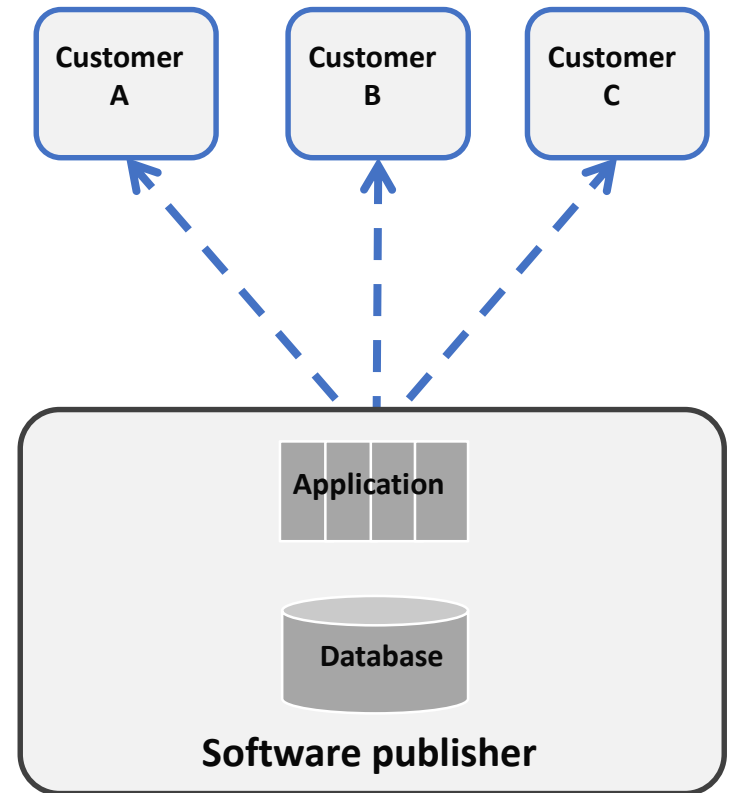 Customer
A
Customer
B
Customer
C
Application
Database
Software publisher